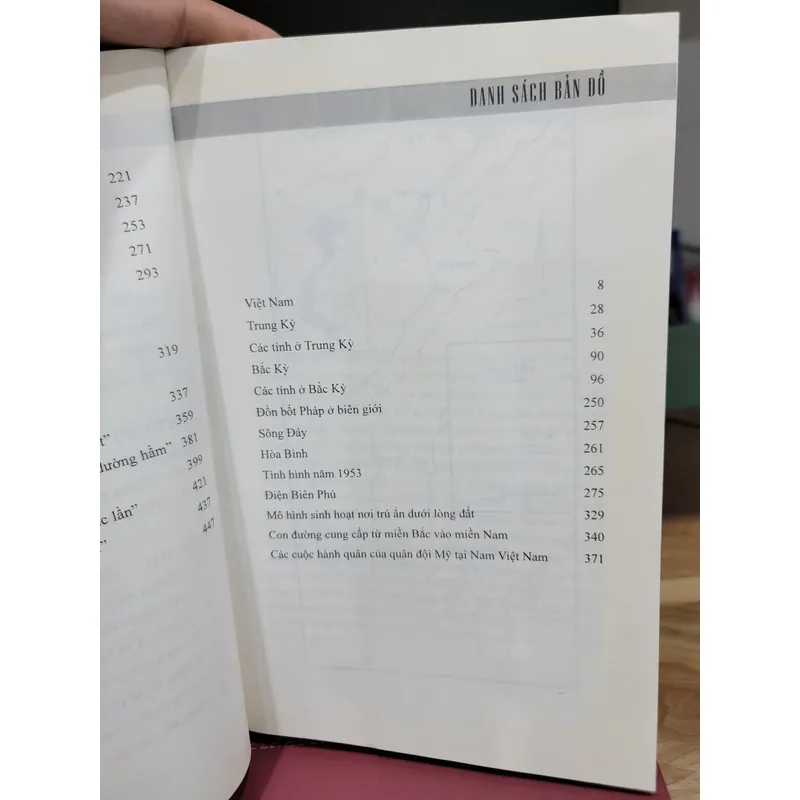 221
237
253
271
293
319
337
359
đường hầm” 381
399
421
437
447
DANH SÁCH BẢN ĐỒ
Việt Nam 8
Trung Kỳ 28
Các tỉnh ở Trung Kỳ 36
Bắc Kỳ 90
Các tỉnh ở Bắc Kỳ 96
Đồn bốt Pháp ở biên giới 250
Sông Đáy 257
Hòa Bình 261
Tình hình năm 1953 265
Điện Biên Phủ 275
Mô hình sinh hoạt nơi trú ẩn dưới lòng đất 329
Con đường cung cấp từ miền Bắc vào miền Nam 340
Các cuộc hành quân của quân đội Mỹ tại Nam Việt Nam 371